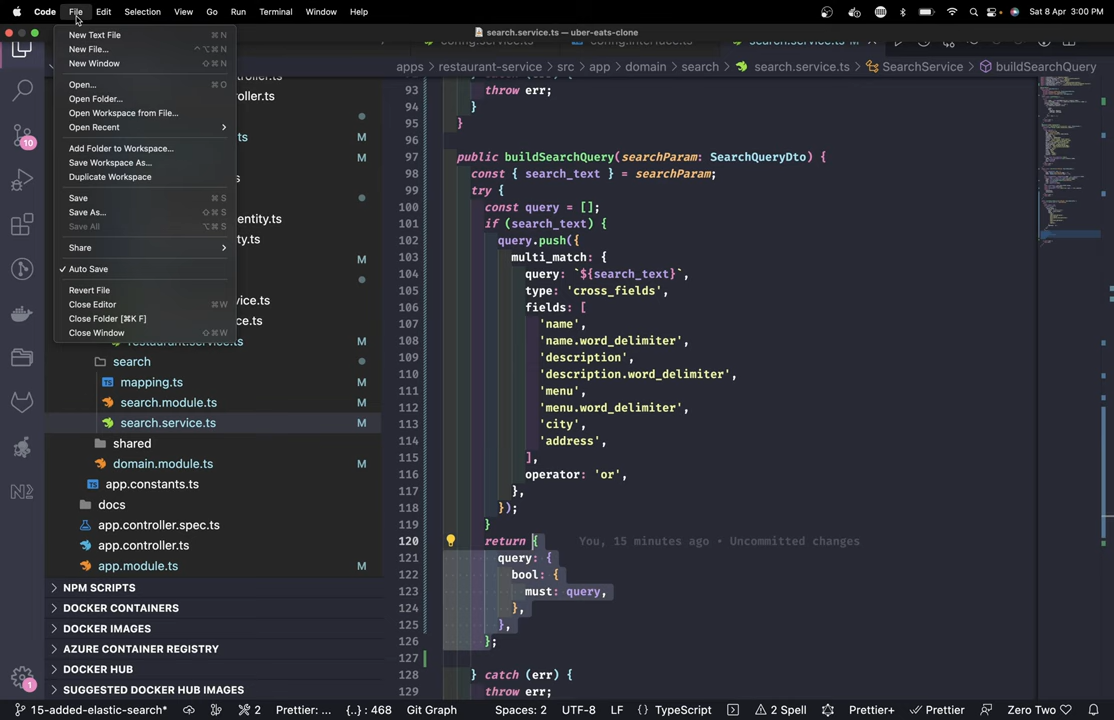 Code File Edit Selection View Go Run Terminal Window Help Sat 8 Apr 3:00 PM
search.service.ts — uber-eats-clone
New Text File ⌘ N
New File... ⌃⌥⌘ N
New Window ⇧⌘ N
Open... ⌘ O
Open Folder...
Open Workspace from File...
Open Recent
Add Folder to Workspace...
Save Workspace As...
Duplicate Workspace
Save ⌘ S
Save As... ⇧⌘ S
Save All ⌥⌘ S
Share
✓ Auto Save
Revert File
Close Editor ⌘ W
Close Folder [⌘K F]
Close Window ⇧⌘ W
10
M
M
M
entity.ts
M
search
mapping.ts M
search.module.ts M
search.service.ts M
shared
domain.module.ts M
app.constants.ts
docs
app.controller.spec.ts
app.controller.ts
app.module.ts M
NPM SCRIPTS
DOCKER CONTAINERS
DOCKER IMAGES
AZURE CONTAINER REGISTRY
DOCKER HUB
SUGGESTED DOCKER HUB IMAGES
1
search.service.ts M
apps > restaurant-service > src > app > domain > search > search.service.ts > SearchService > buildSearchQuery
93 throw err;
94 }
95 }
96
97 public buildSearchQuery(searchParam: SearchQueryDto) {
98 const { search_text } = searchParam;
99 try {
100 const query = [];
101 if (search_text) {
102 query.push({
103 multi_match: {
104 query: `${search_text}`,
105 type: 'cross_fields',
106 fields: [
107 'name',
108 'name.word_delimiter',
109 'description',
110 'description.word_delimiter',
111 'menu',
112 'menu.word_delimiter',
113 'city',
114 'address',
115 ],
116 operator: 'or',
117 },
118 });
119 }
120 return { You, 15 minutes ago • Uncommitted changes
121 query: {
122 bool: {
123 must: query,
124 },
125 },
126 };
127
128 } catch (err) {
129 throw err;
15-added-elastic-search* 2 Prettier: ... {..} : 468 Git Graph Spaces: 2 UTF-8 LF {} TypeScript 2 Spell Prettier+ Prettier Zero Two